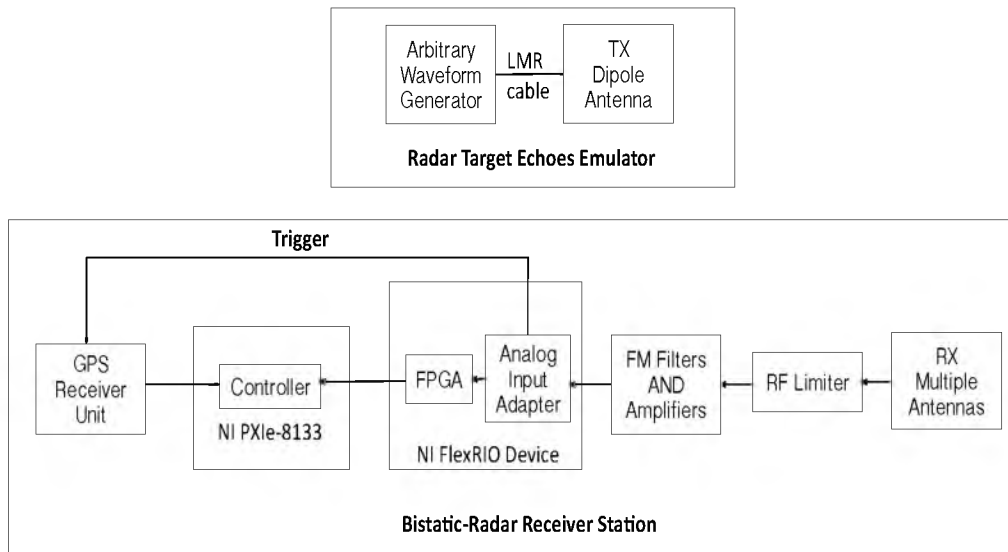 Arbitrary
Waveform
Generator
LMR
cable
TX
Dipole
Antenna
Radar Target Echoes Emulator
Trigger
GPS
Receiver
Unit
Controller
NI PXIe-8133
FPGA
Analog
Input
Adapter
NI FlexRIO Device
FM Filters
AND
Amplifiers
RF Limiter
RX
Multiple
Antennas
Bistatic-Radar Receiver Station